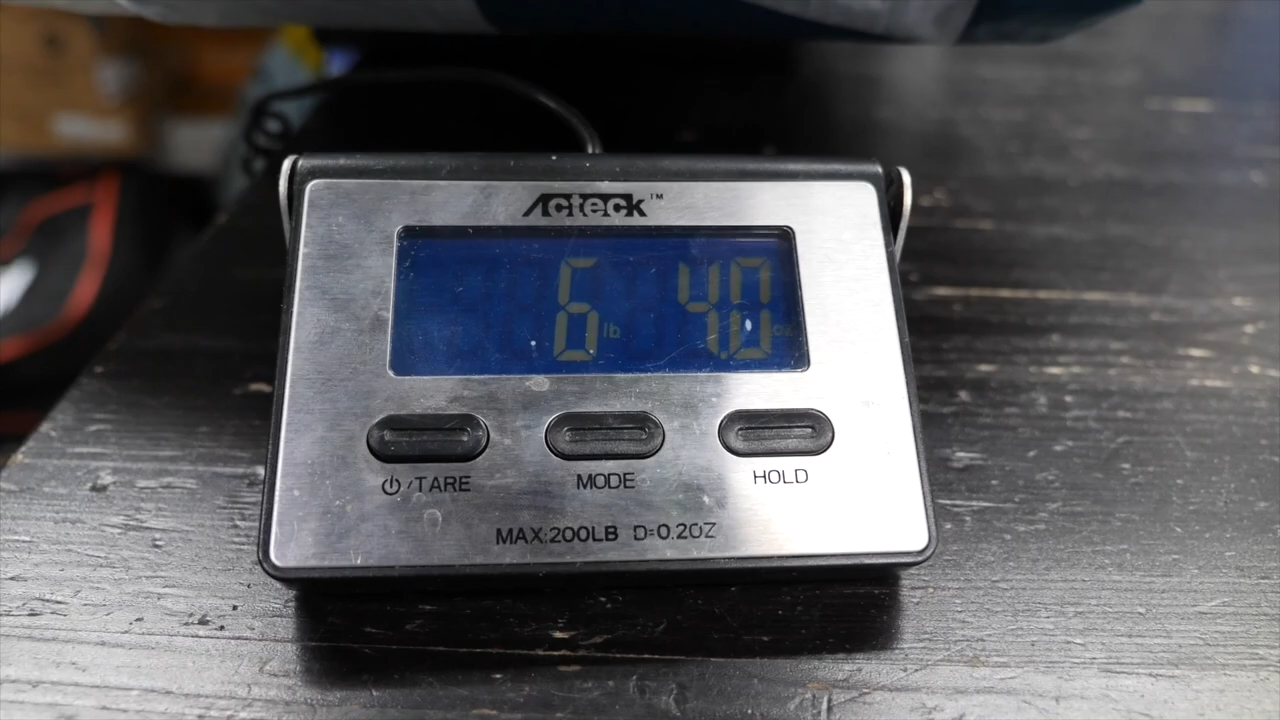 Acteck™
6 lb 4.0 oz
⏻/TARE MODE HOLD
MAX:200LB D=0.2OZ